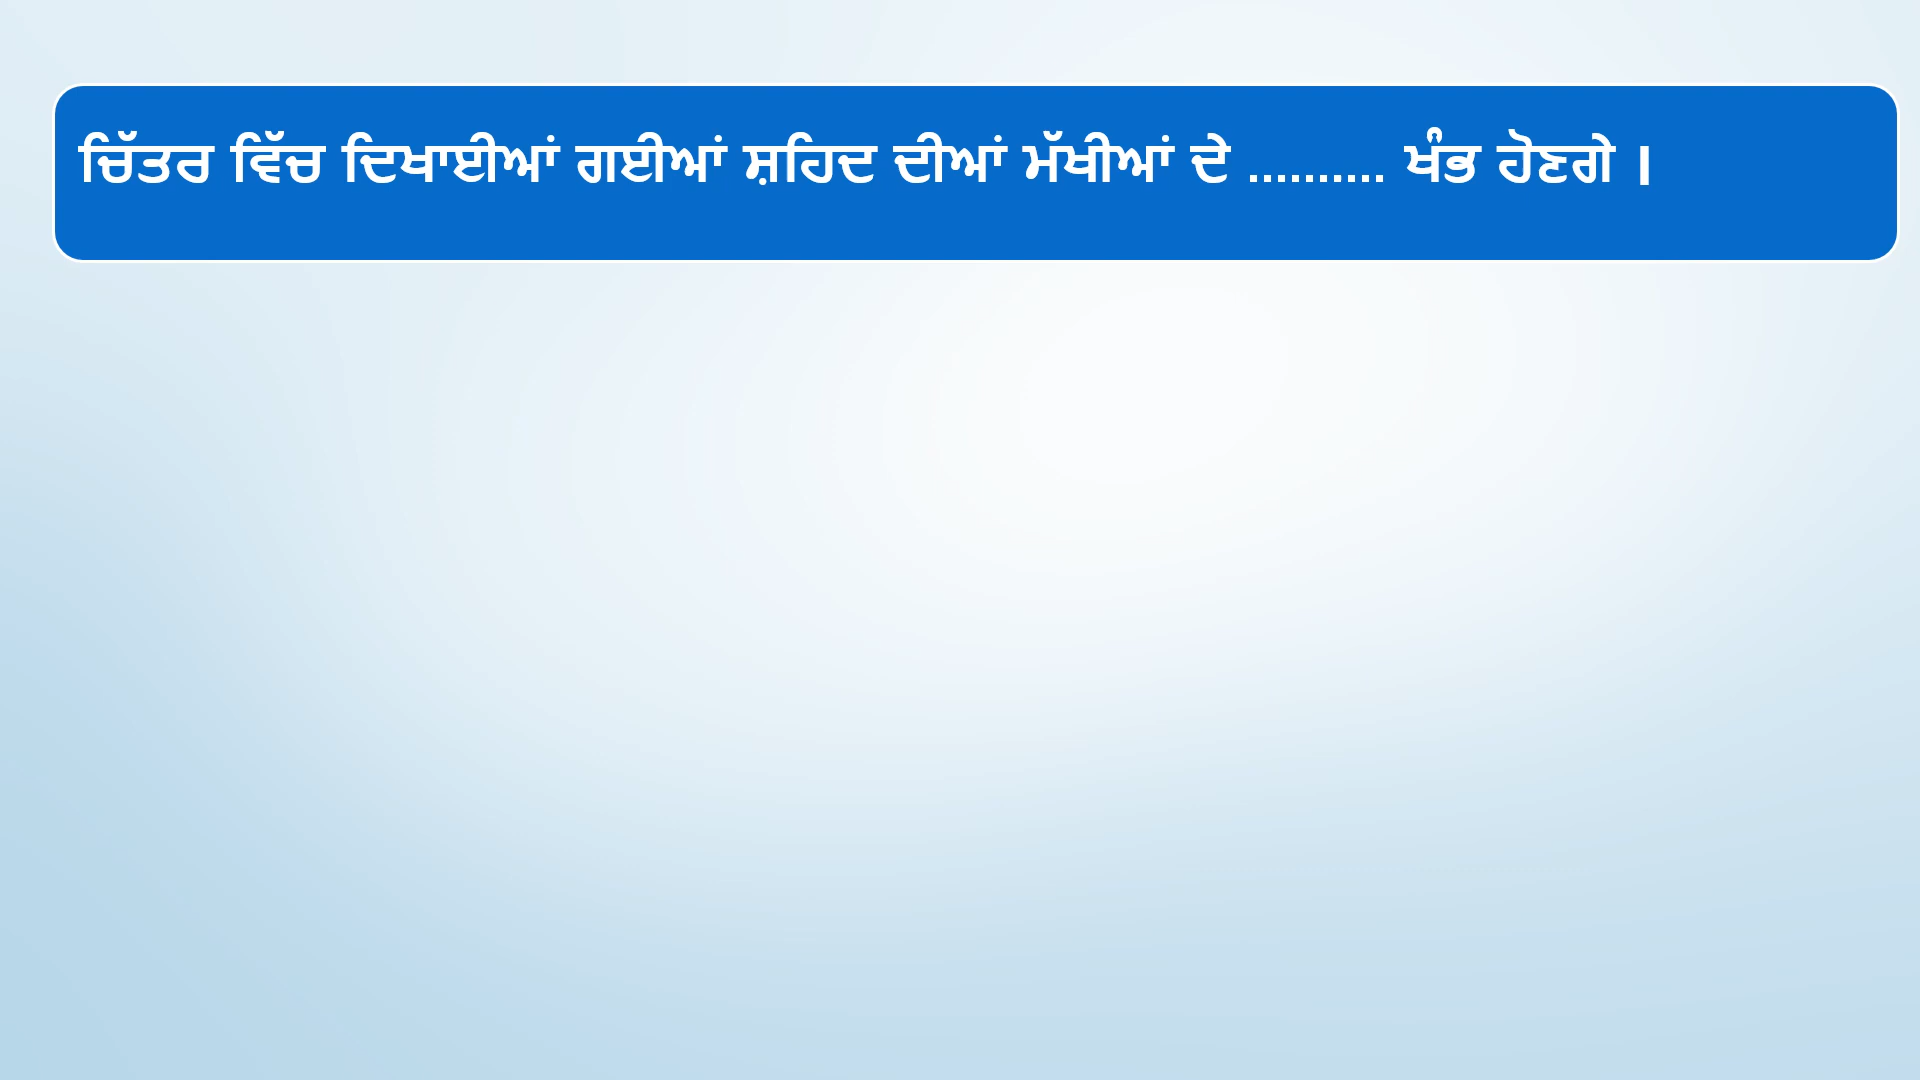 ਚਿੱਤਰ ਵਿੱਚ ਦਿਖਾਈਆਂ ਗਈਆਂ ਸ਼ਹਿਦ ਦੀਆਂ ਮੱਖੀਆਂ ਦੇ .......... ਖੰਭ ਹੋਣਗੇ ।